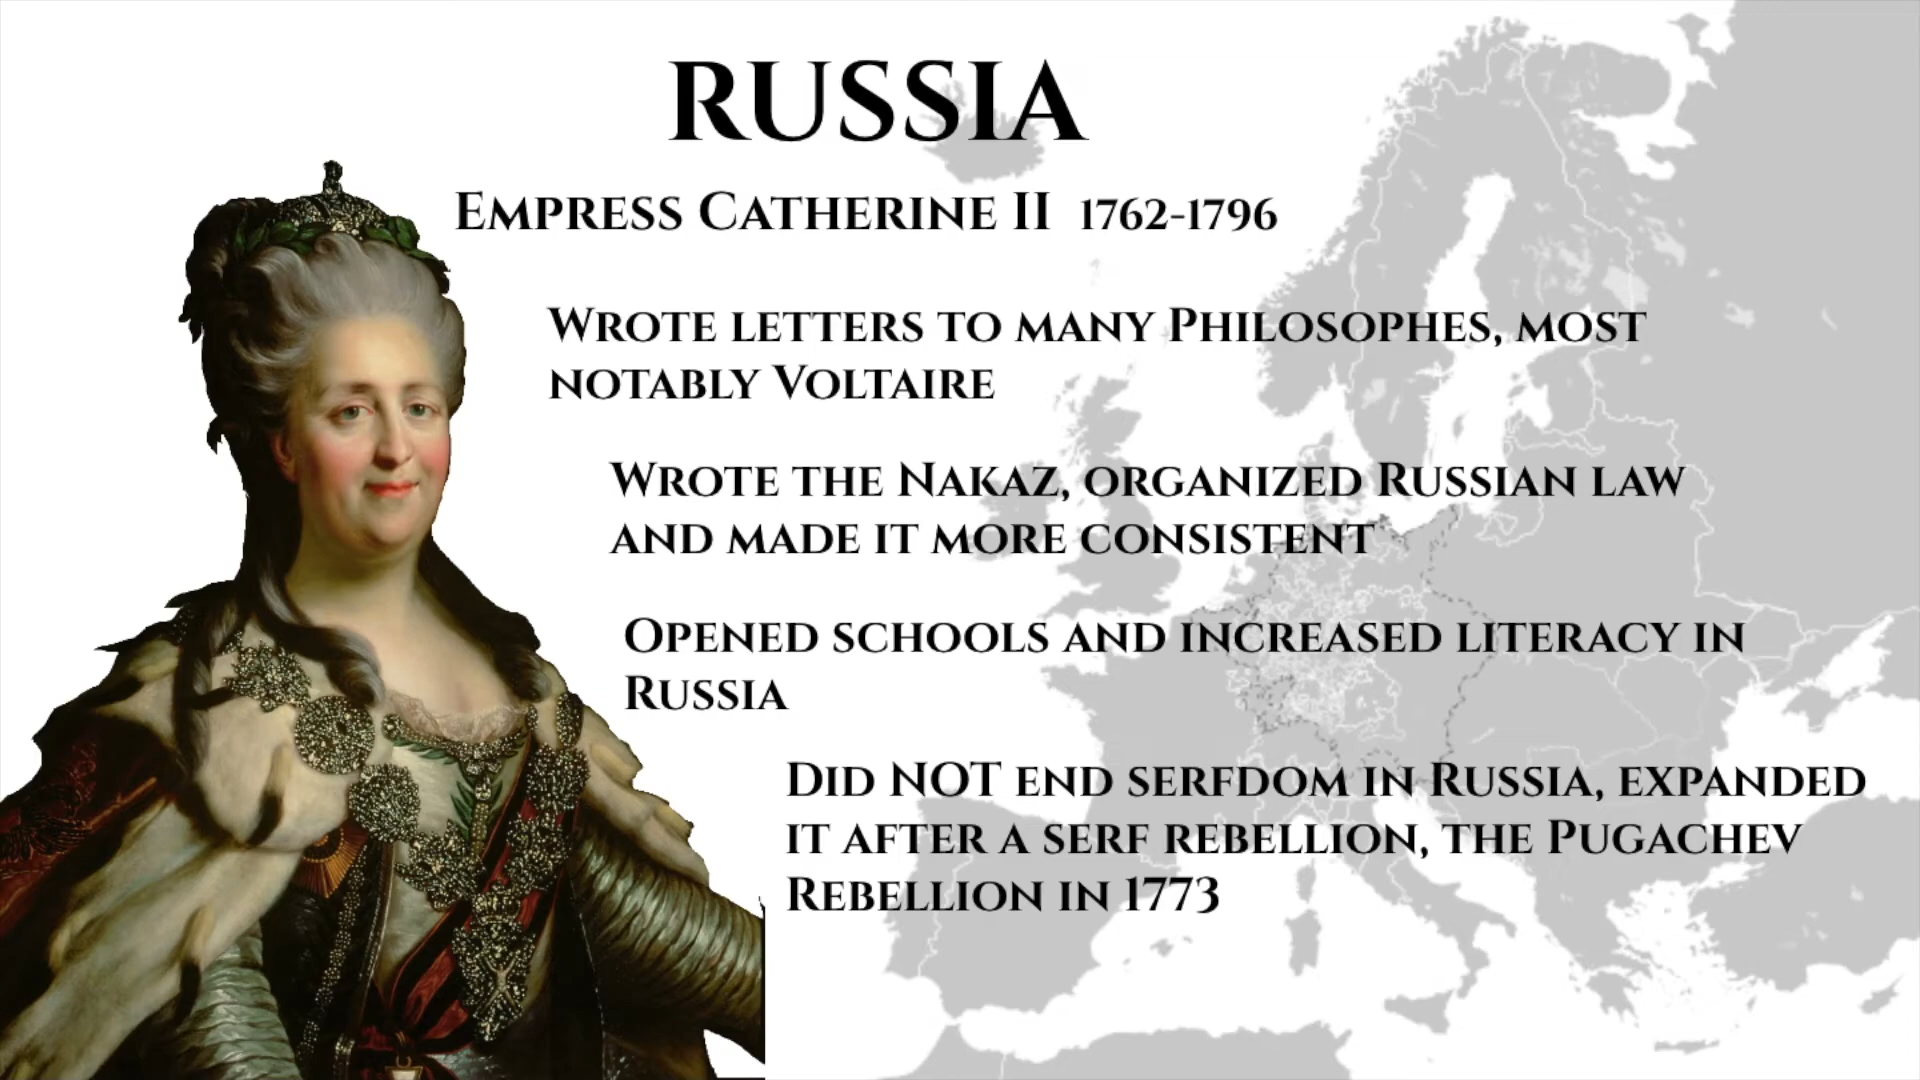 RUSSIA
EMPRESS CATHERINE II 1762-1796
WROTE LETTERS TO MANY PHILOSOPHES, MOST
NOTABLY VOLTAIRE
WROTE THE NAKAZ, ORGANIZED RUSSIAN LAW
AND MADE IT MORE CONSISTENT
OPENED SCHOOLS AND INCREASED LITERACY IN
RUSSIA
DID NOT END SERFDOM IN RUSSIA, EXPANDED
IT AFTER A SERF REBELLION, THE PUGACHEV
REBELLION IN 1773